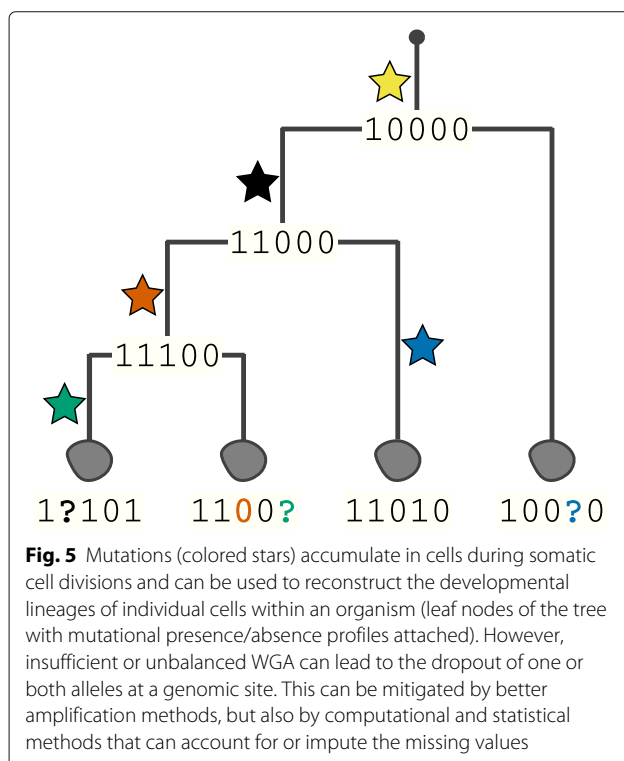 10000
11000
11100
1?101 1100? 11010 100?0
Fig. 5 Mutations (colored stars) accumulate in cells during somatic
cell divisions and can be used to reconstruct the developmental
lineages of individual cells within an organism (leaf nodes of the tree
with mutational presence/absence profiles attached). However,
insufficient or unbalanced WGA can lead to the dropout of one or
both alleles at a genomic site. This can be mitigated by better
amplification methods, but also by computational and statistical
methods that can account for or impute the missing values